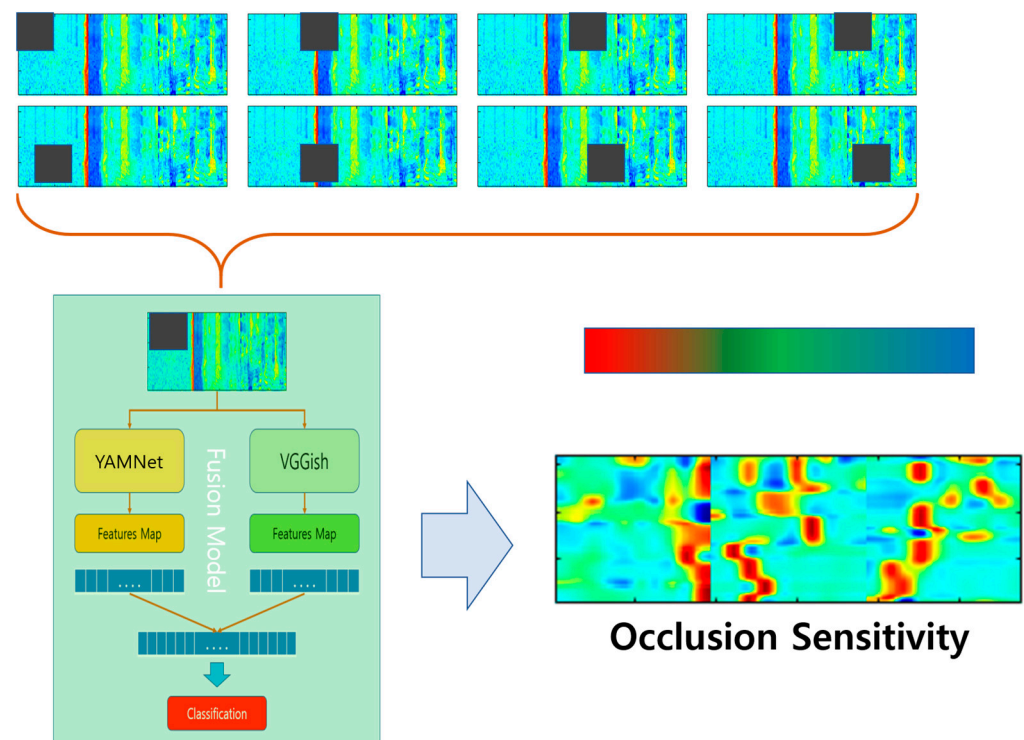 YAMNet
VGGish
Fusion Model
Features Map
Features Map
....
....
....
Classification
Occlusion Sensitivity